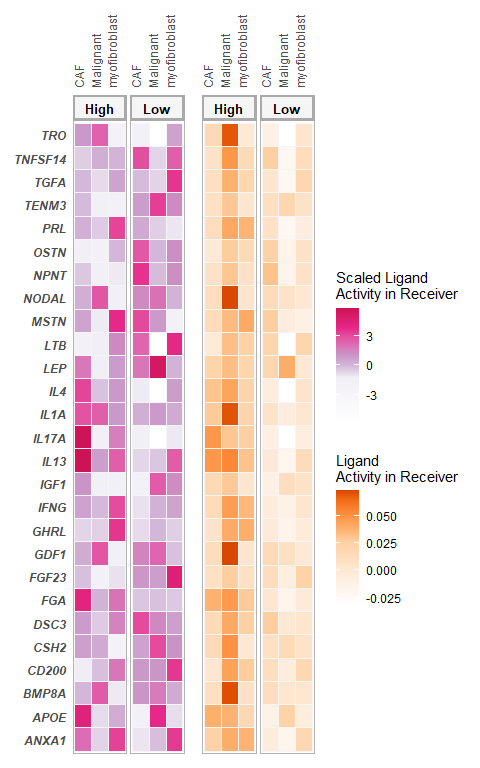 CAF
Malignant
myofibroblast
CAF
Malignant
myofibroblast
CAF
Malignant
myofibroblast
CAF
Malignant
myofibroblast
High
Low
High
Low
TRO
TNFSF14
TGFA
TENM3
PRL
OSTN
NPNT
NODAL
MSTN
LTB
LEP
IL4
IL1A
IL17A
IL13
IGF1
IFNG
GHRL
GDF1
FGF23
FGA
DSC3
CSH2
CD200
BMP8A
APOE
ANXA1
Scaled Ligand
Activity in Receiver
3
0
-3
Ligand
Activity in Receiver
0.050
0.025
0.000
-0.025